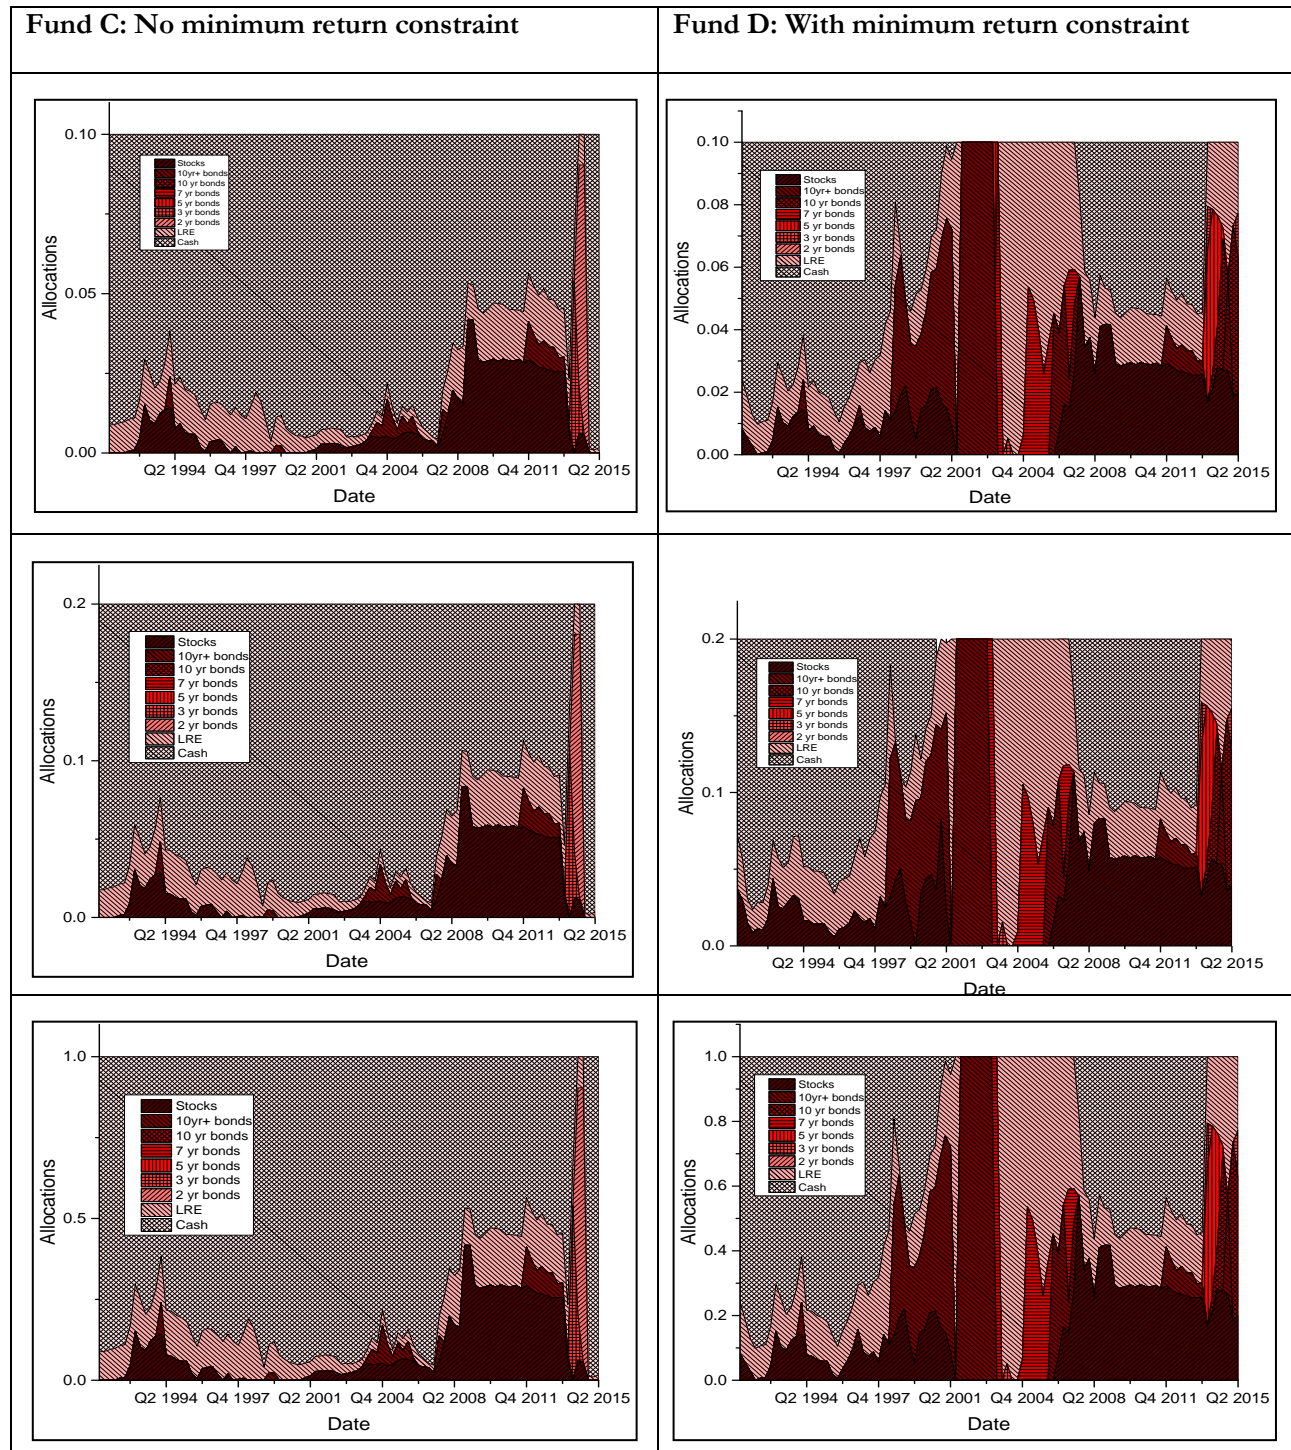 Fund C: No minimum return constraint
Fund D: With minimum return constraint
0.10
0.05
0.00
Allocations
Stocks
10yr+ bonds
10 yr bonds
7 yr bonds
5 yr bonds
3 yr bonds
2 yr bonds
LRE
Cash
Q2 1994 Q4 1997 Q2 2001 Q4 2004 Q2 2008 Q4 2011 Q2 2015
Date
0.10
0.08
0.06
0.04
0.02
0.00
Allocations
Stocks
10yr+ bonds
10 yr bonds
7 yr bonds
5 yr bonds
3 yr bonds
2 yr bonds
LRE
Cash
Q2 1994 Q4 1997 Q2 2001 Q4 2004 Q2 2008 Q4 2011 Q2 2015
Date
0.2
0.1
0.0
Allocations
Stocks
10yr+ bonds
10 yr bonds
7 yr bonds
5 yr bonds
3 yr bonds
2 yr bonds
LRE
Cash
Q2 1994 Q4 1997 Q2 2001 Q4 2004 Q2 2008 Q4 2011 Q2 2015
Date
0.2
0.1
0.0
Allocations
Stocks
10yr+ bonds
10 yr bonds
7 yr bonds
5 yr bonds
3 yr bonds
2 yr bonds
LRE
Cash
Q2 1994 Q4 1997 Q2 2001 Q4 2004 Q2 2008 Q4 2011 Q2 2015
Date
1.0
0.5
0.0
Allocations
Stocks
10yr+ bonds
10 yr bonds
7 yr bonds
5 yr bonds
3 yr bonds
2 yr bonds
LRE
Cash
Q2 1994 Q4 1997 Q2 2001 Q4 2004 Q2 2008 Q4 2011 Q2 2015
Date
1.0
0.8
0.6
0.4
0.2
0.0
Allocations
Stocks
10yr+ bonds
10 yr bonds
7 yr bonds
5 yr bonds
3 yr bonds
2 yr bonds
LRE
Cash
Q2 1994 Q4 1997 Q2 2001 Q4 2004 Q2 2008 Q4 2011 Q2 2015
Date